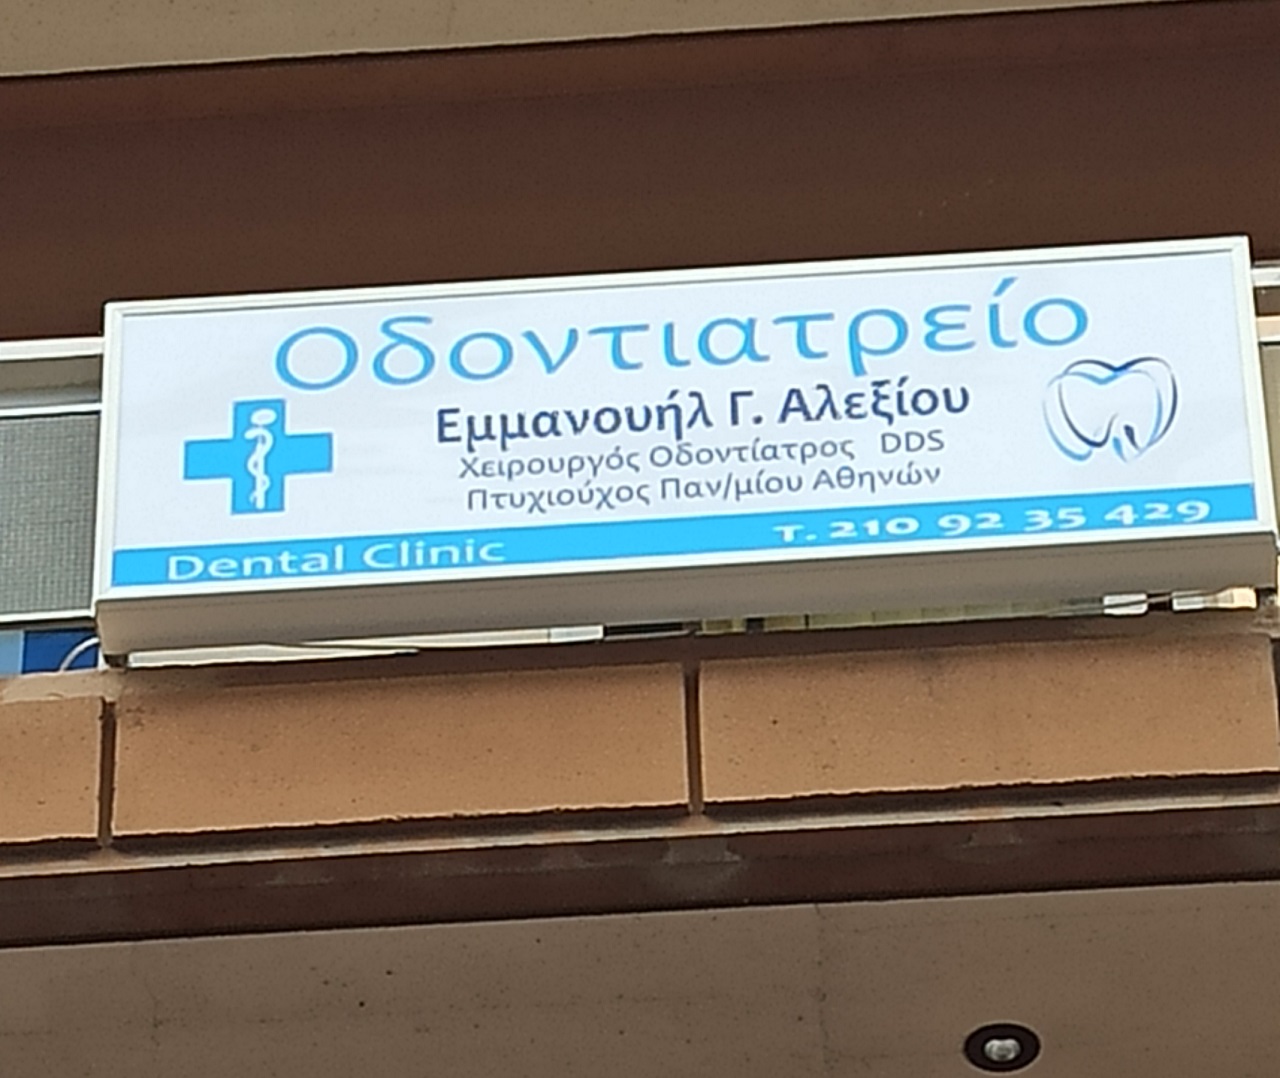 Οδοντιατρείο
Εμμανουήλ Γ. Αλεξίου
Χειρουργός Οδοντίατρος DDS
Πτυχιούχος Παν/μίου Αθηνών
Dental Clinic
Τ. 210 92 35 429